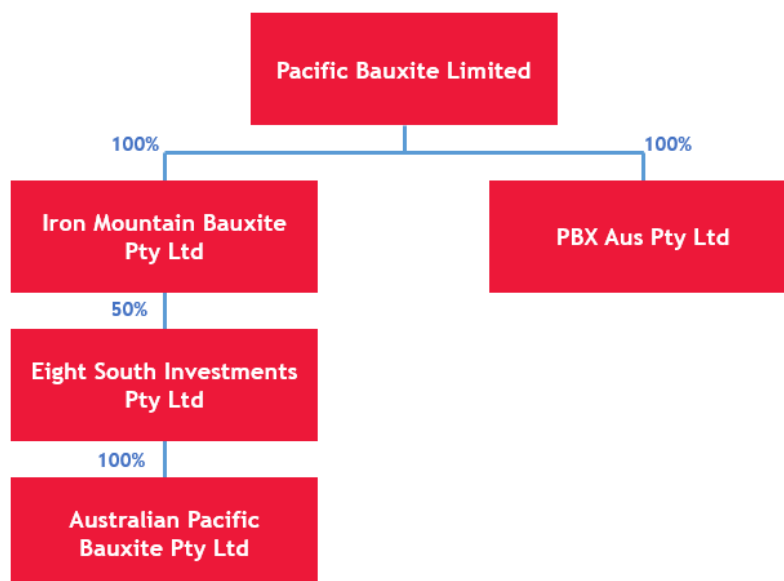 Pacific Bauxite Limited
100%
100%
Iron Mountain Bauxite
Pty Ltd
PBX Aus Pty Ltd
50%
Eight South Investments
Pty Ltd
100%
Australian Pacific
Bauxite Pty Ltd